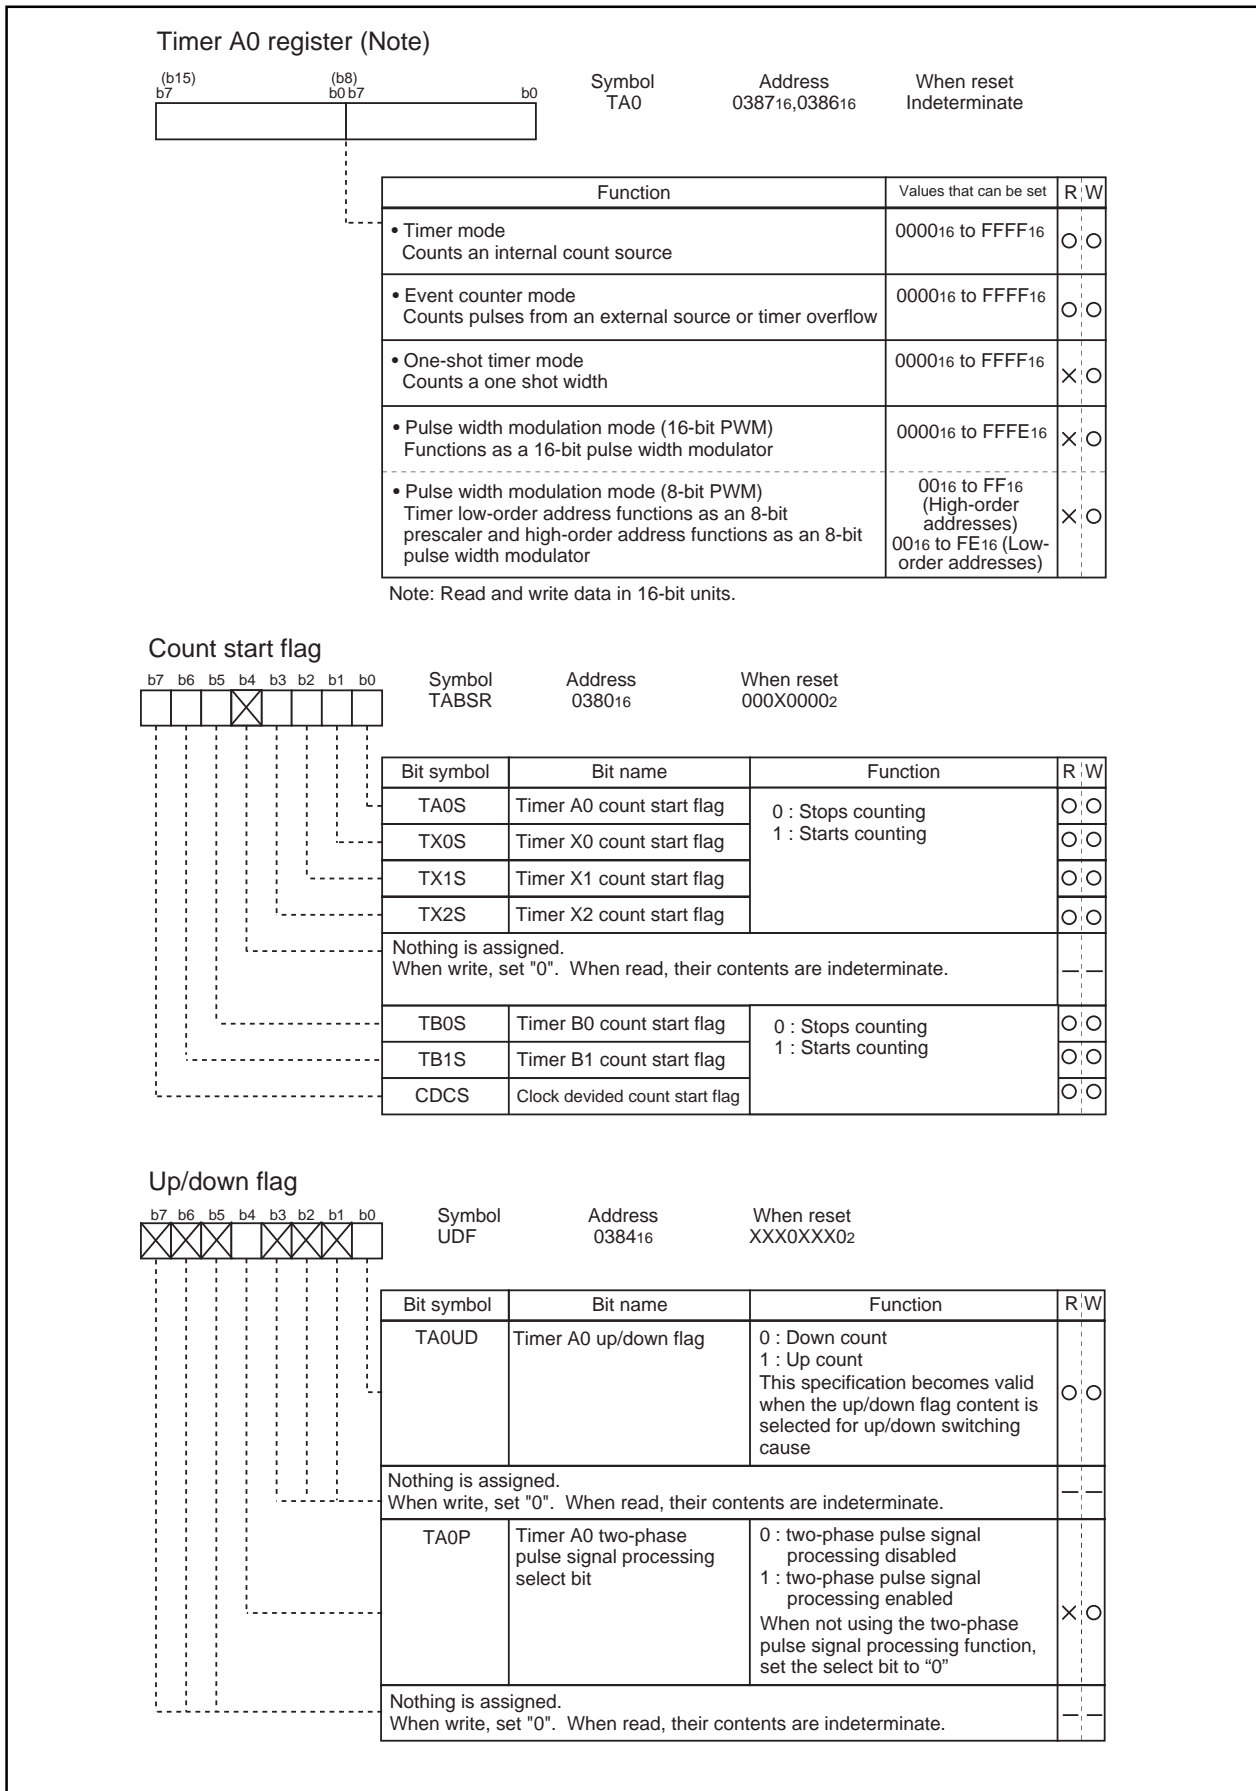 Timer A0 register (Note)
(b15) (b8)
b7 b0 b7 b0
Symbol Address When reset
TA0 038716,038616 Indeterminate
Function Values that can be set R W
• Timer mode 000016 to FFFF16
Counts an internal count source
• Event counter mode 000016 to FFFF16
Counts pulses from an external source or timer overflow
• One-shot timer mode 000016 to FFFF16
Counts a one shot width
• Pulse width modulation mode (16-bit PWM) 000016 to FFFE16
Functions as a 16-bit pulse width modulator
• Pulse width modulation mode (8-bit PWM)
Timer low-order address functions as an 8-bit
prescaler and high-order address functions as an 8-bit
pulse width modulator
0016 to FF16
(High-order
addresses)
0016 to FE16 (Low-
order addresses)
Note: Read and write data in 16-bit units.
Count start flag
b7 b6 b5 b4 b3 b2 b1 b0
Symbol Address When reset
TABSR 038016 000X00002
Bit symbol Bit name Function R W
TA0S Timer A0 count start flag
0 : Stops counting
1 : Starts counting
TX0S Timer X0 count start flag
TX1S Timer X1 count start flag
TX2S Timer X2 count start flag
Nothing is assigned.
When write, set "0". When read, their contents are indeterminate.
TB0S Timer B0 count start flag
0 : Stops counting
1 : Starts counting
TB1S Timer B1 count start flag
CDCS Clock devided count start flag
Up/down flag
b7 b6 b5 b4 b3 b2 b1 b0
Symbol Address When reset
UDF 038416 XXX0XXX02
Bit symbol Bit name Function R W
TA0UD Timer A0 up/down flag
0 : Down count
1 : Up count
This specification becomes valid
when the up/down flag content is
selected for up/down switching
cause
Nothing is assigned.
When write, set "0". When read, their contents are indeterminate.
TA0P
Timer A0 two-phase
pulse signal processing
select bit
0 : two-phase pulse signal
processing disabled
1 : two-phase pulse signal
processing enabled
When not using the two-phase
pulse signal processing function,
set the select bit to “0”
Nothing is assigned.
When write, set "0". When read, their contents are indeterminate.